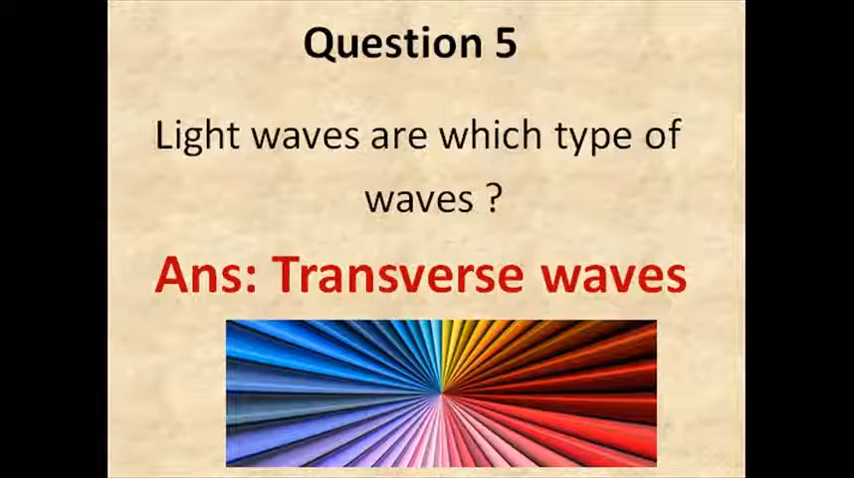 Question 5
Light waves are which type of
waves ?
Ans: Transverse waves